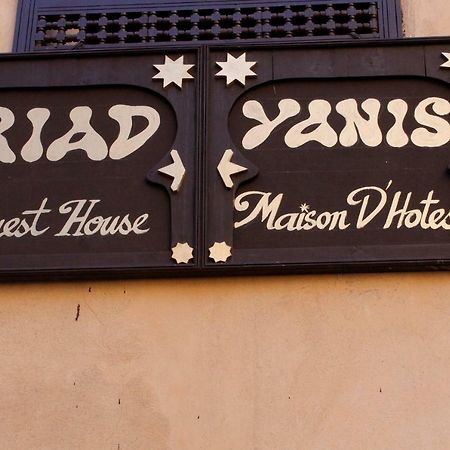 RIAD YANIS
uest House Maison D'Hotes